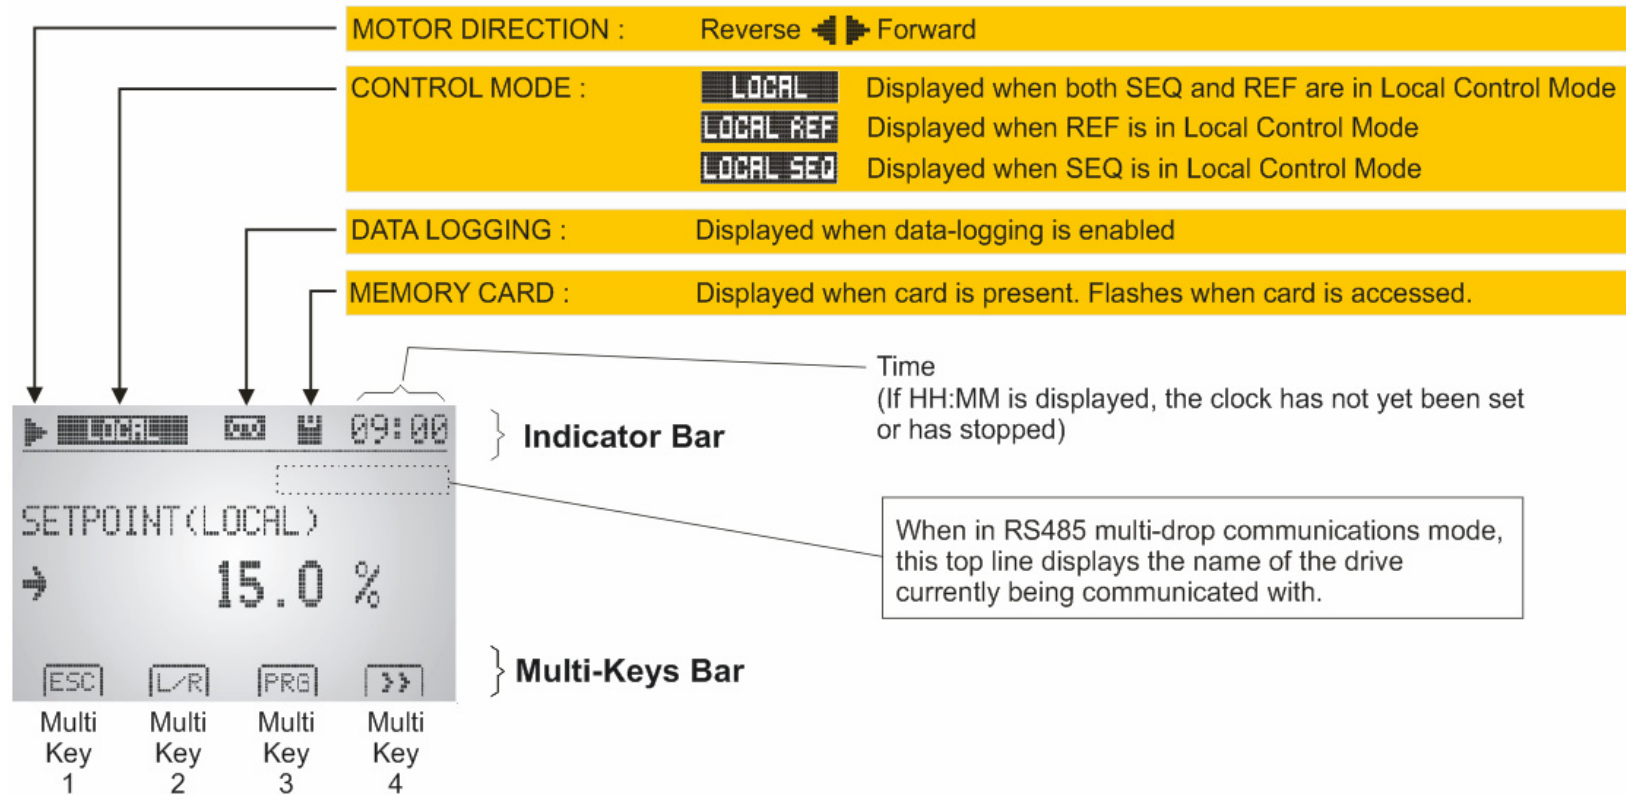 MOTOR DIRECTION : Reverse Forward
CONTROL MODE : LOCAL Displayed when both SEQ and REF are in Local Control Mode
LOCAL REF Displayed when REF is in Local Control Mode
LOCAL SEQ Displayed when SEQ is in Local Control Mode
DATA LOGGING : Displayed when data-logging is enabled
MEMORY CARD : Displayed when card is present. Flashes when card is accessed.
Time
(If HH:MM is displayed, the clock has not yet been set
or has stopped)
LOCAL 09:00
Indicator Bar
SETPOINT(LOCAL)
15.0 %
When in RS485 multi-drop communications mode,
this top line displays the name of the drive
currently being communicated with.
ESC L/R PRG >>
Multi-Keys Bar
Multi Key 1
Multi Key 2
Multi Key 3
Multi Key 4